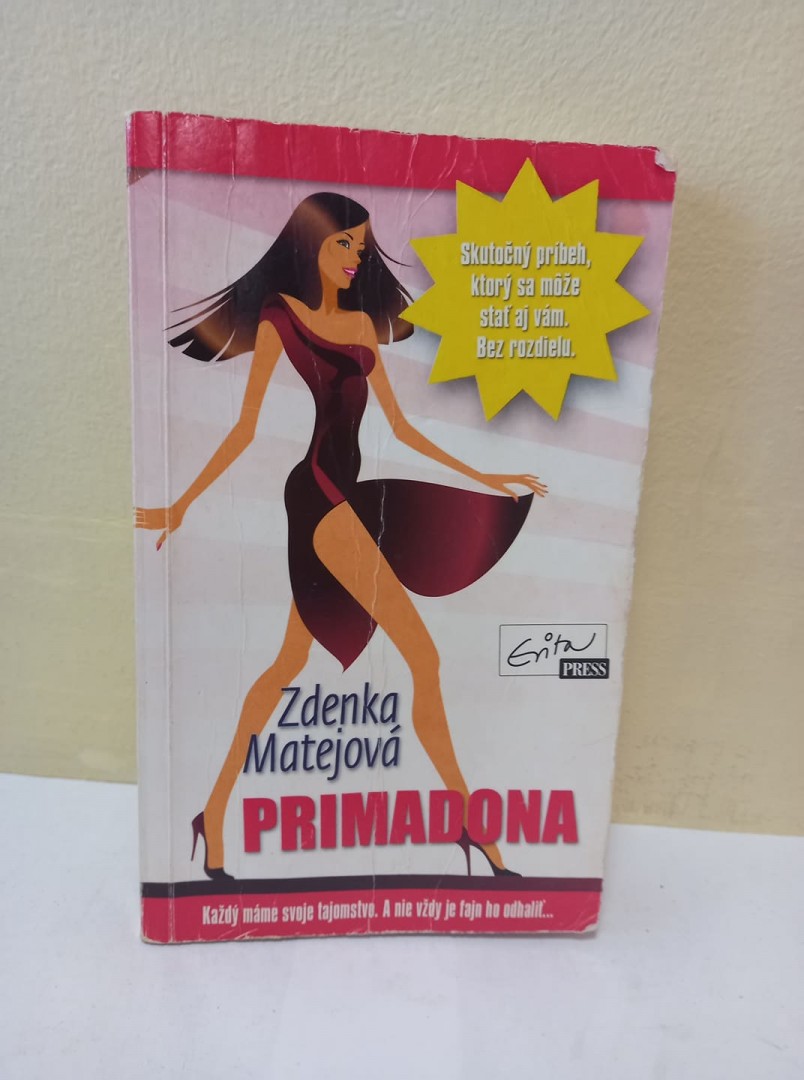 Skutočný príbeh,
ktorý sa môže
stať aj vám.
Bez rozdielu.
Evita
PRESS
Zdenka
Matejová
PRIMADONA
Každý máme svoje tajomstvo. A nie vždy je fajn ho odhaliť...